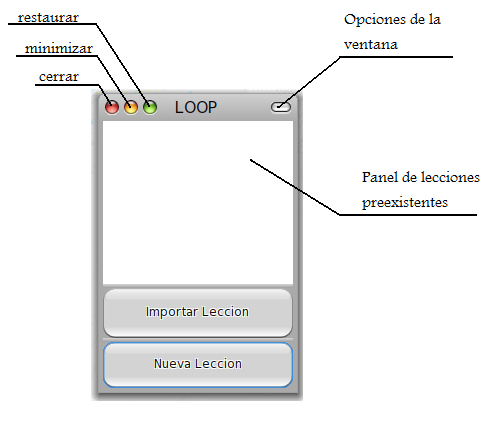 restaurar
minimizar
cerrar
Opciones de la
ventana
LOOP
Panel de lecciones
preexistentes
Importar Leccion
Nueva Leccion